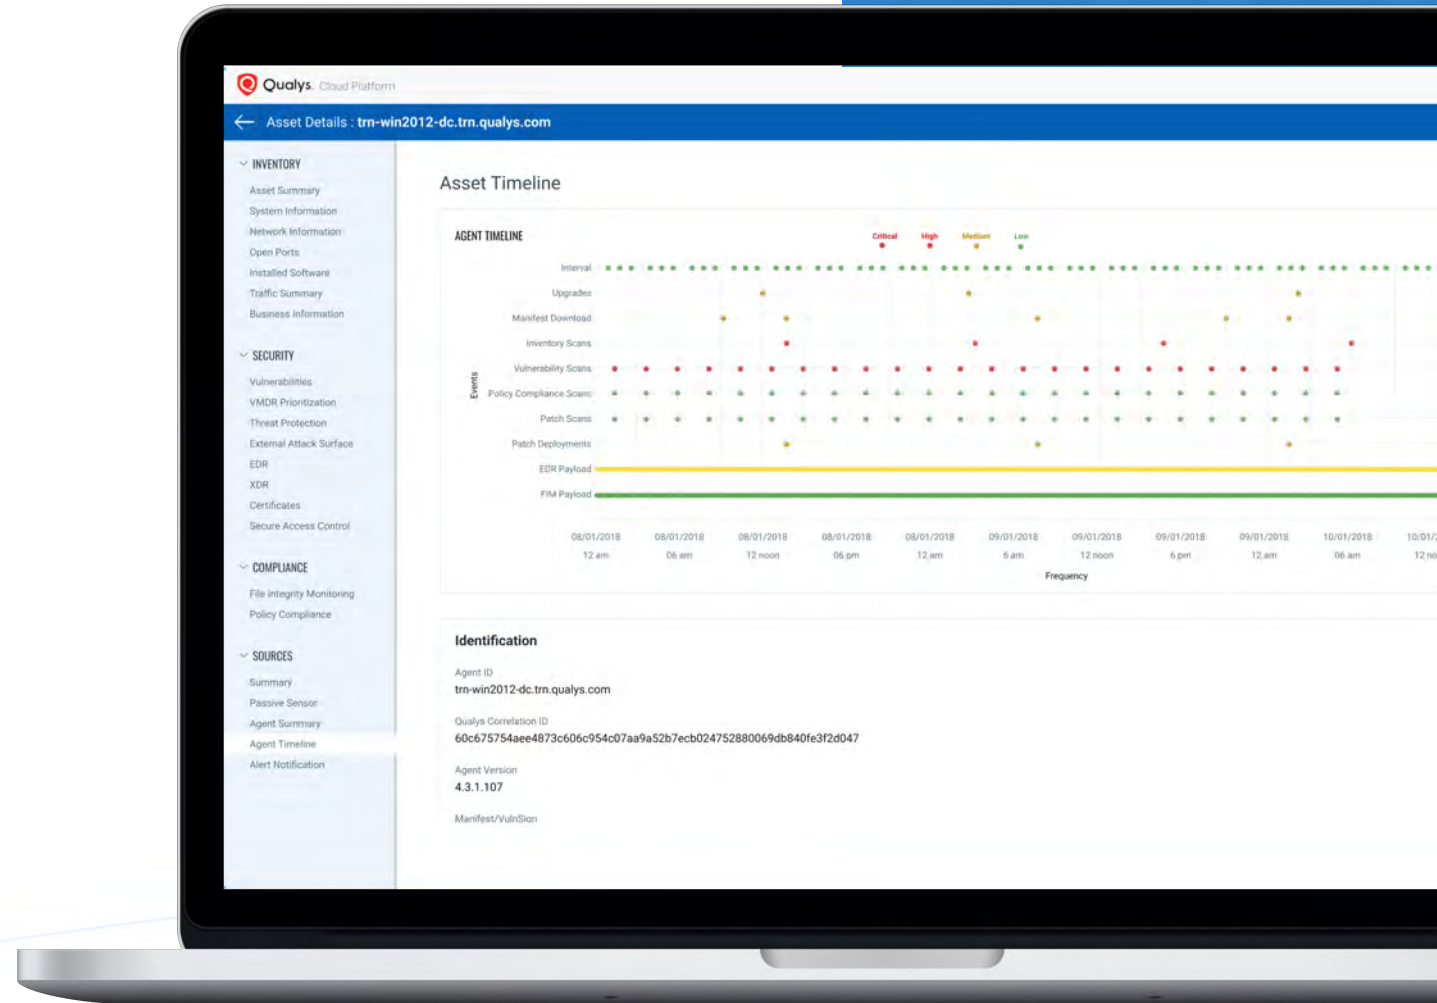 Qualys. Cloud Platform
Asset Details : trn-win2012-dc.trn.qualys.com
INVENTORY
Asset Summary
System Information
Network Information
Open Ports
Installed Software
Traffic Summary
Business Information
SECURITY
Vulnerabilities
VMDR Prioritization
Threat Protection
External Attack Surface
EDR
XDR
Certificates
Secure Access Control
COMPLIANCE
File Integrity Monitoring
Policy Compliance
SOURCES
Summary
Passive Sensor
Agent Summary
Agent Timeline
Alert Notification
Asset Timeline
AGENT TIMELINE
Critical High Medium Low
Events
Interval
Upgrades
Manifest Download
Inventory Scans
Vulnerability Scans
Policy Compliance Scans
Patch Scans
Patch Deployments
EDR Payload
FIM Payload
08/01/2018 08/01/2018 08/01/2018 08/01/2018 08/01/2018 09/01/2018 09/01/2018 09/01/2018 09/01/2018 10/01/2018 10/01/2
12 am 06 am 12 noon 06 pm 12 am 6 am 12 noon 6 pm 12 am 06 am 12 no
Frequency
Identification
Agent ID
trn-win2012-dc.trn.qualys.com
Qualys Correlation ID
60c675754aee4873c606c954c07aa9a52b7ecb024752880069db840fe3f2d047
Agent Version
4.3.1.107
Manifest/VulnSion